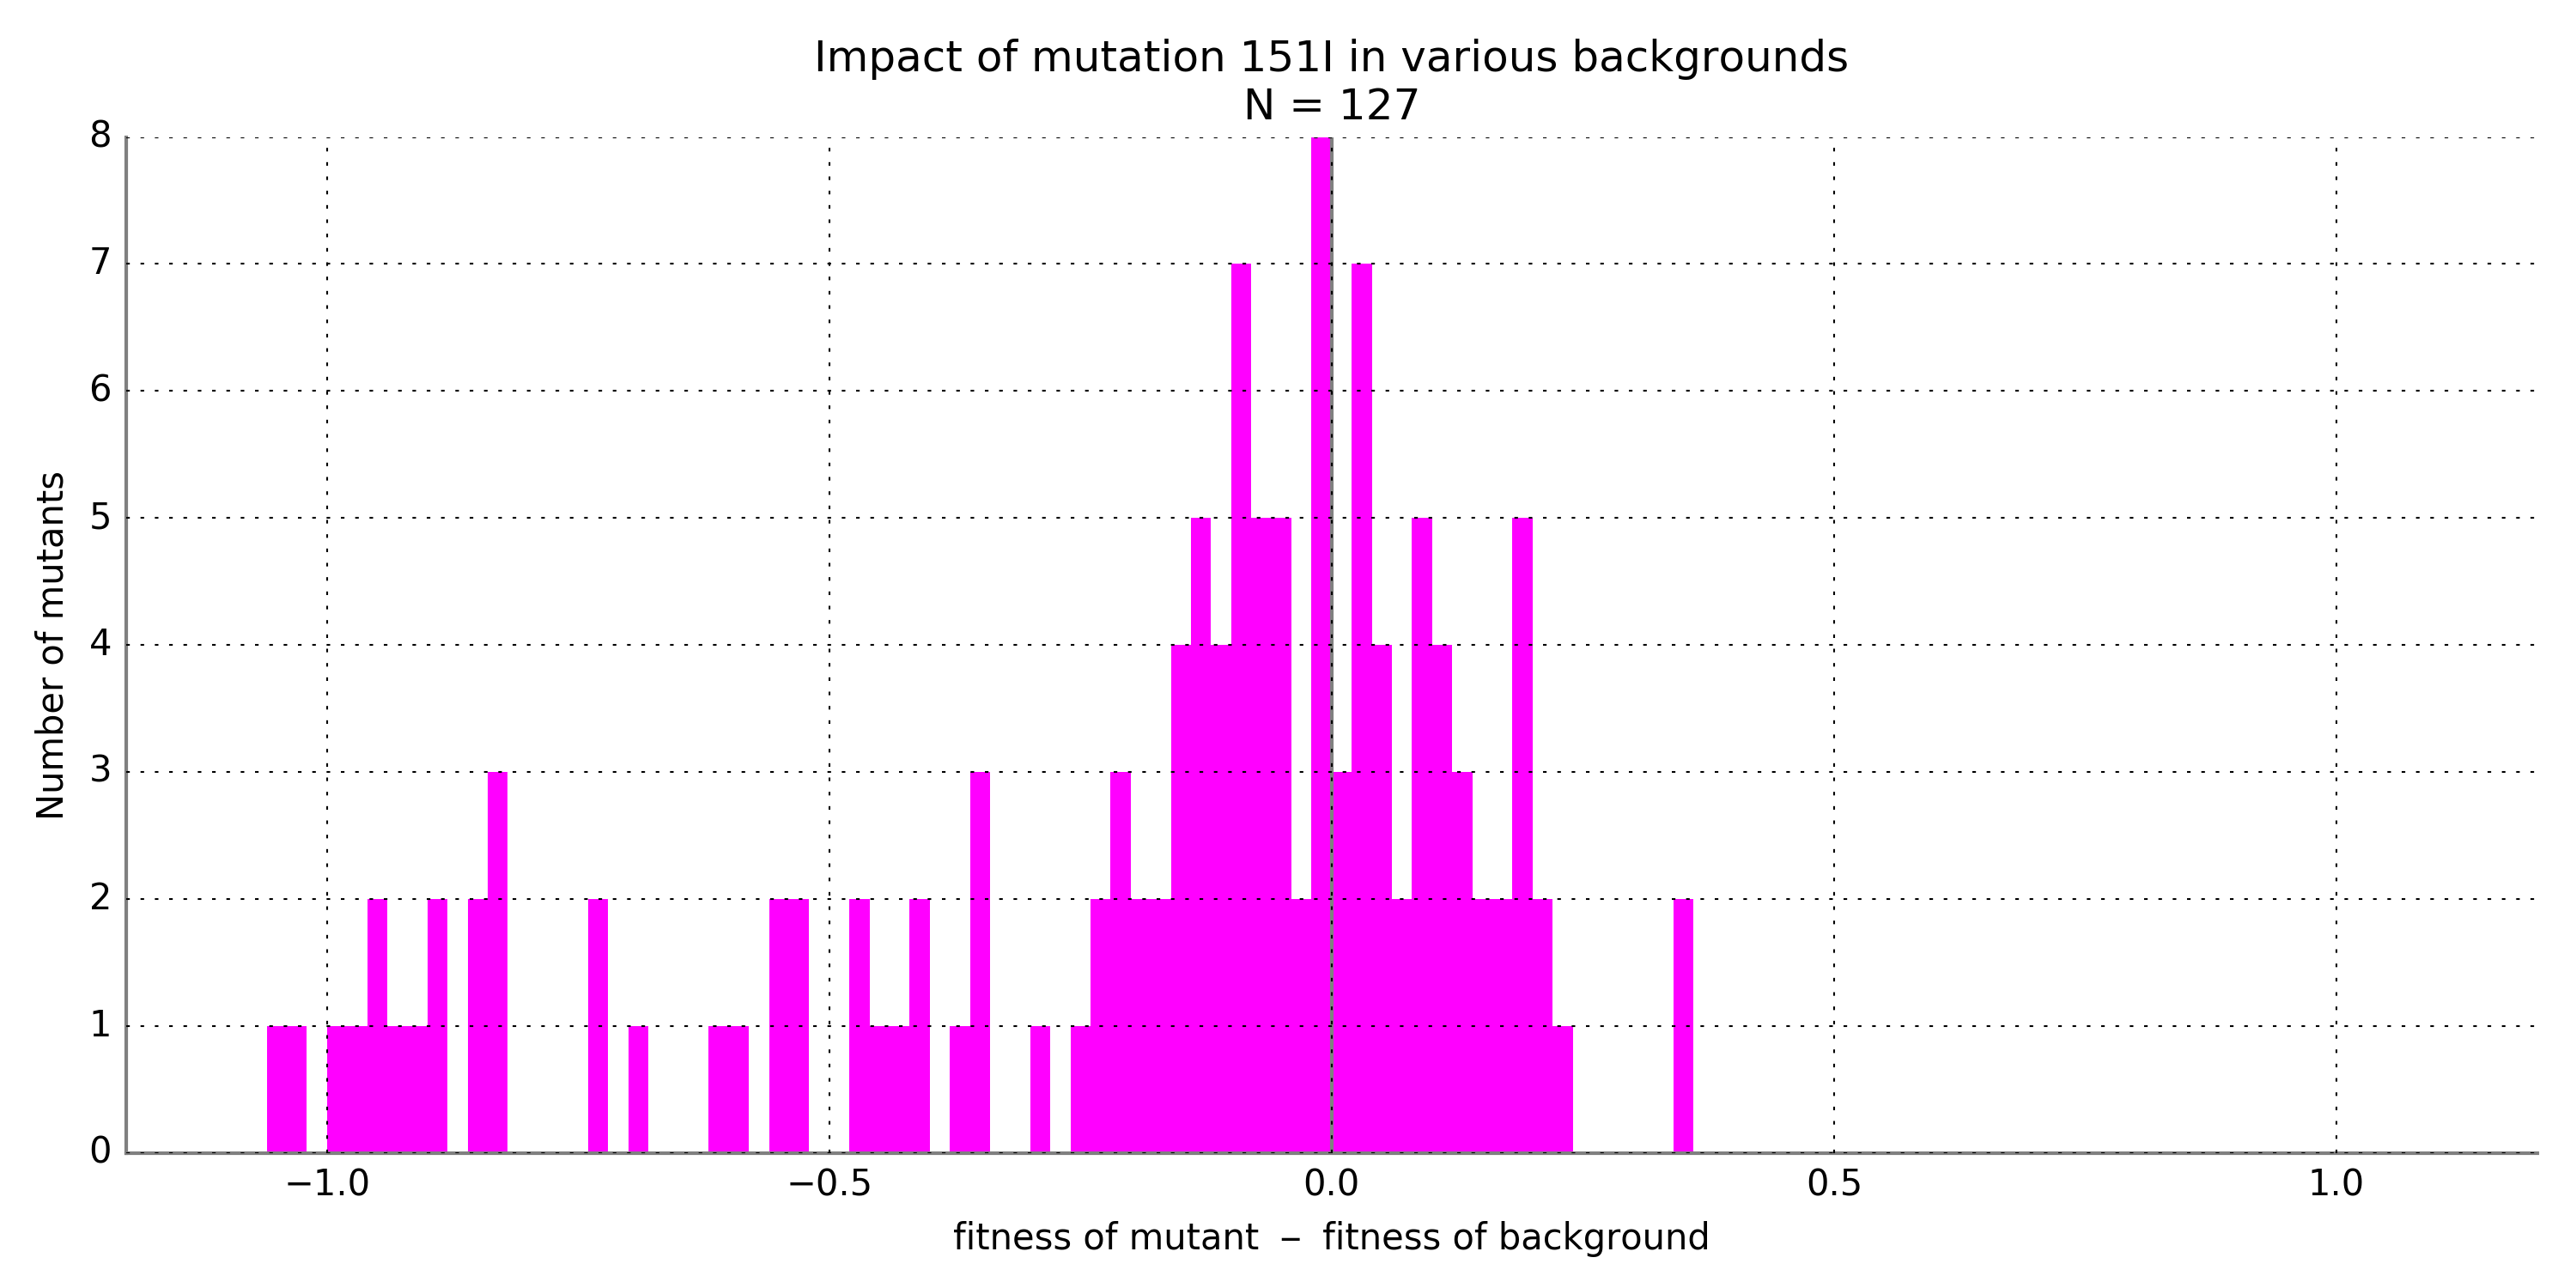 Impact of mutation 151I in various backgrounds
N = 127
8
7
6
5
4
3
2
1
0
Number of mutants
−1.0 −0.5 0.0 0.5 1.0
fitness of mutant – fitness of background